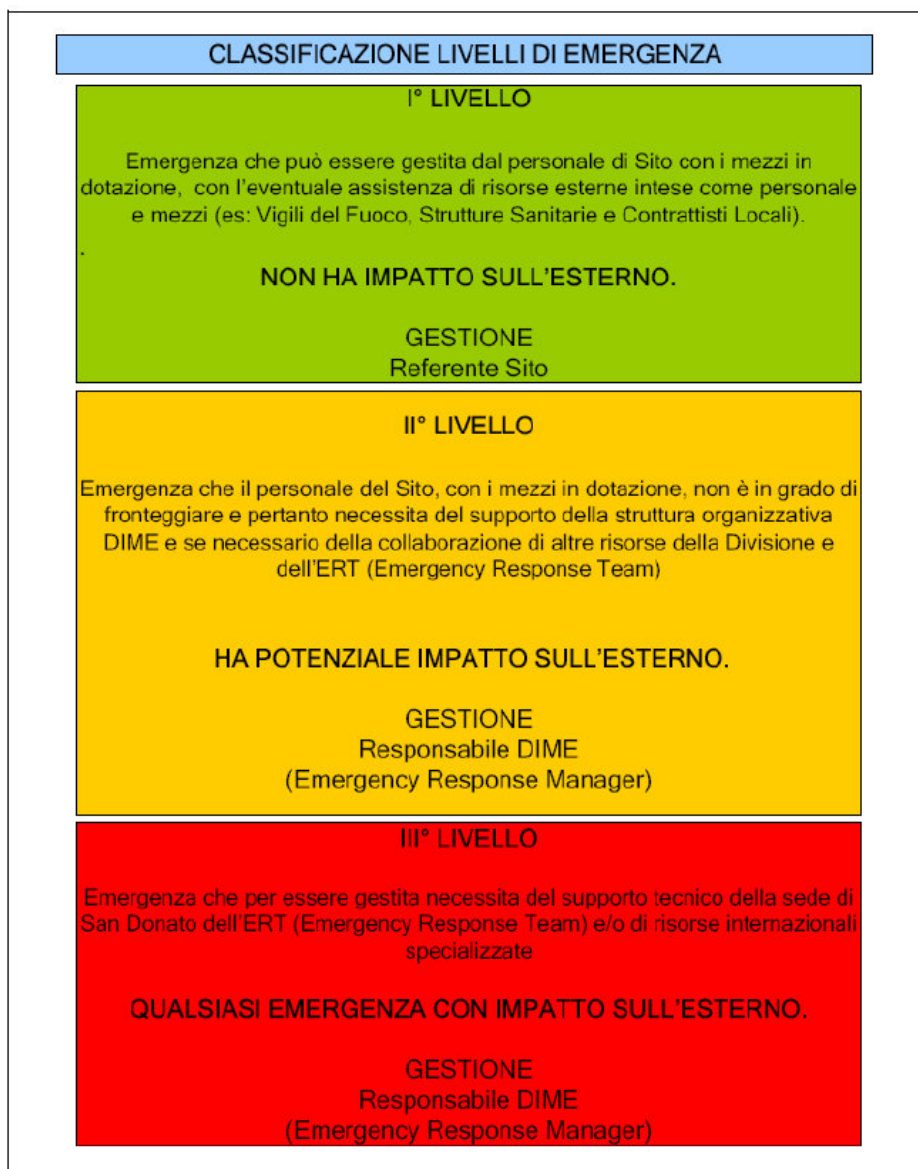 CLASSIFICAZIONE LIVELLI DI EMERGENZA
I° LIVELLO
Emergenza che può essere gestita dal personale di Sito con i mezzi in
dotazione, con l'eventuale assistenza di risorse esterne intese come personale
e mezzi (es: Vigili del Fuoco, Strutture Sanitarie e Contrattisti Locali).
.
NON HA IMPATTO SULL'ESTERNO.
GESTIONE
Referente Sito
II° LIVELLO
Emergenza che il personale del Sito, con i mezzi in dotazione, non è in grado di
fronteggiare e pertanto necessita del supporto della struttura organizzativa
DIME e se necessario della collaborazione di altre risorse della Divisione e
dell'ERT (Emergency Response Team)
HA POTENZIALE IMPATTO SULL'ESTERNO.
GESTIONE
Responsabile DIME
(Emergency Response Manager)
III° LIVELLO
Emergenza che per essere gestita necessita del supporto tecnico della sede di
San Donato dell'ERT (Emergency Response Team) e/o di risorse internazionali
specializzate
QUALSIASI EMERGENZA CON IMPATTO SULL'ESTERNO.
GESTIONE
Responsabile DIME
(Emergency Response Manager)